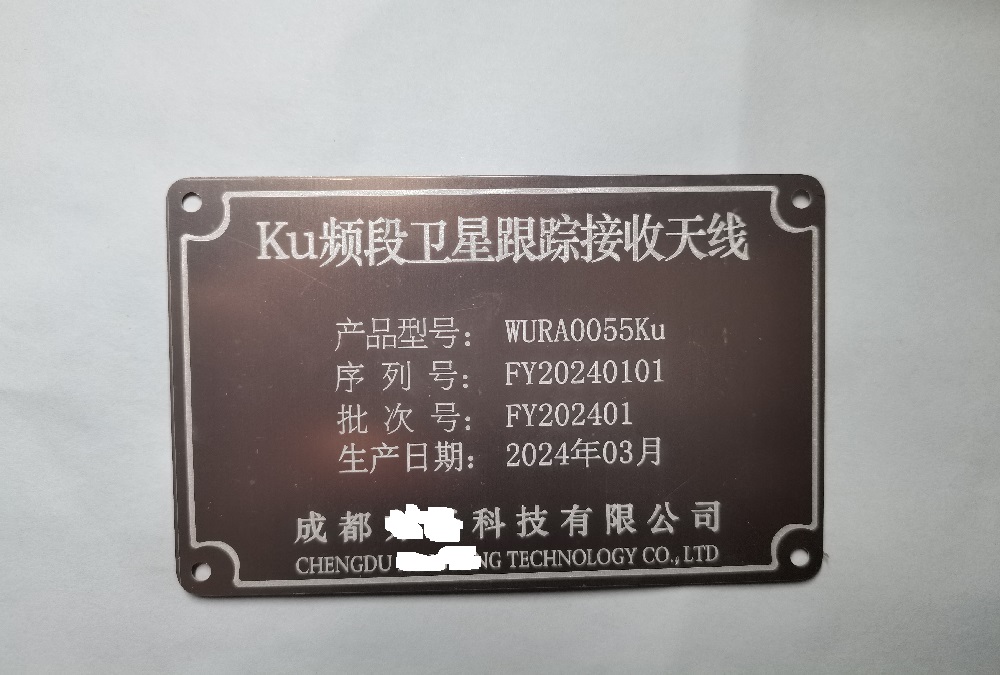 Ku频段卫星跟踪接收天线
产品型号： WURA0055Ku
序列号： FY20240101
批次号： FY202401
生产日期： 2024年03月
成都 科技有限公司
CHENGDU NG TECHNOLOGY CO.,LTD